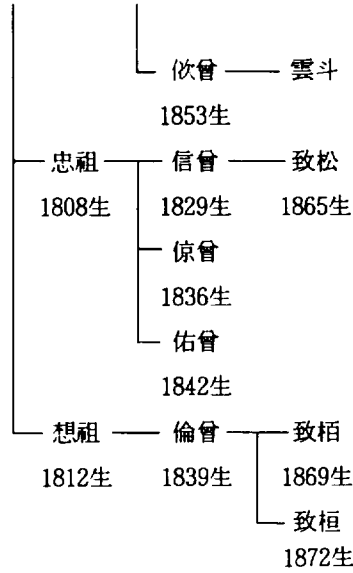 佽曾 雲斗
1853生
忠祖 信曾 致松
1808生 1829生 1865生
倞曾
1836生
佑曾
1842生
想祖 倫曾 致栢
1812生 1839生 1869生
致桓
1872生